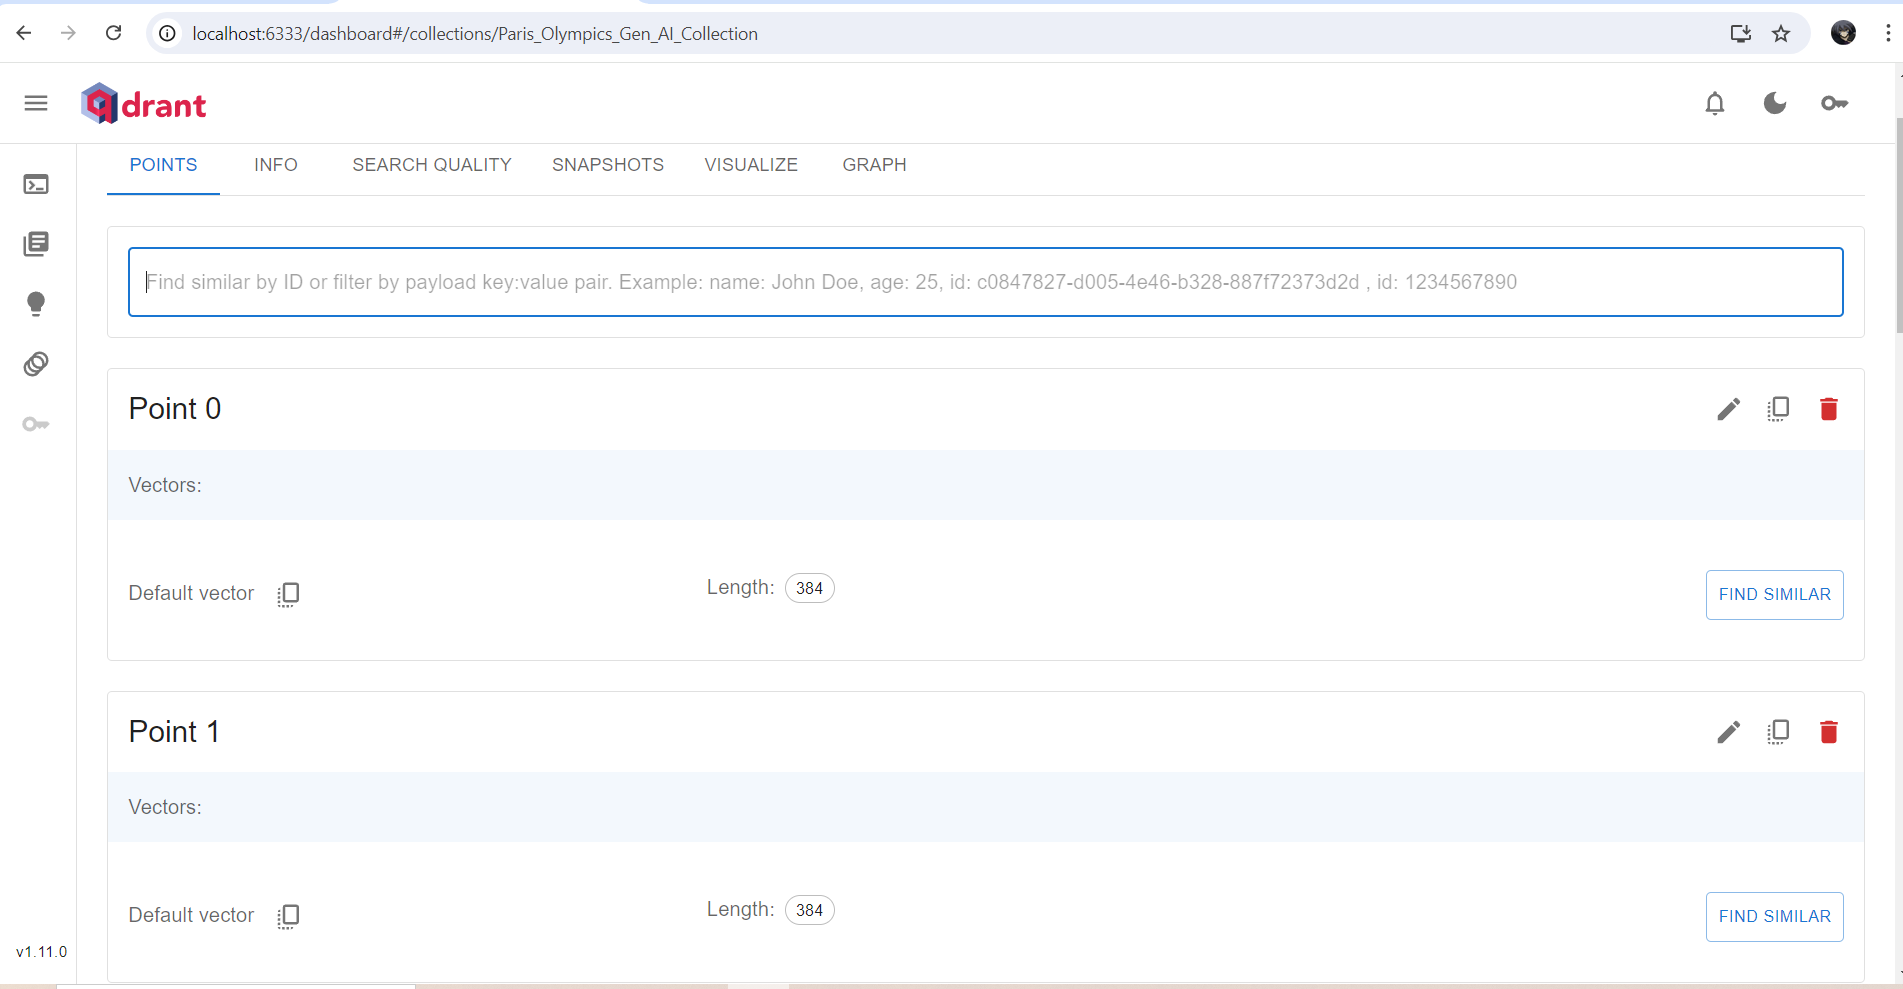 localhost:6333/dashboard#/collections/Paris_Olympics_Gen_AI_Collection
qdrant
POINTS INFO SEARCH QUALITY SNAPSHOTS VISUALIZE GRAPH
Find similar by ID or filter by payload key:value pair. Example: name: John Doe, age: 25, id: c0847827-d005-4e46-b328-887f72373d2d , id: 1234567890
Point 0
Vectors:
Default vector Length: 384 FIND SIMILAR
Point 1
Vectors:
Default vector Length: 384 FIND SIMILAR
v1.11.0